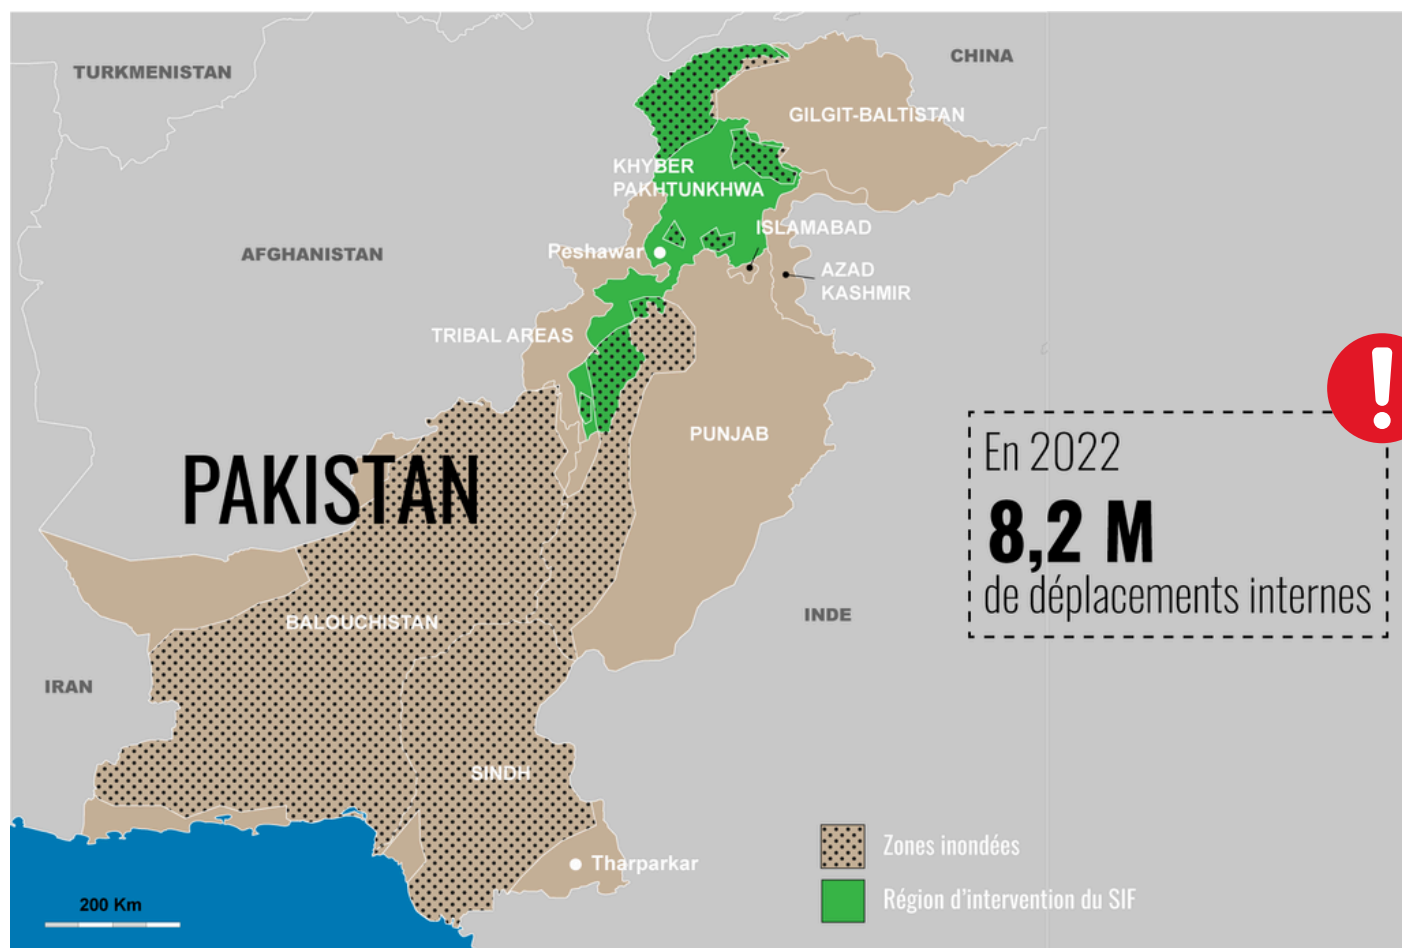 TURKMENISTAN
CHINA
GILGIT-BALTISTAN
KHYBER
PAKHTUNKHWA
ISLAMABAD
AFGHANISTAN
Peshawar
AZAD
KASHMIR
TRIBAL AREAS
PUNJAB
PAKISTAN
En 2022
8,2 M
de déplacements internes
INDE
BALOUCHISTAN
IRAN
SINDH
Tharparkar
Zones inondées
Région d'intervention du SIF
200 Km
!